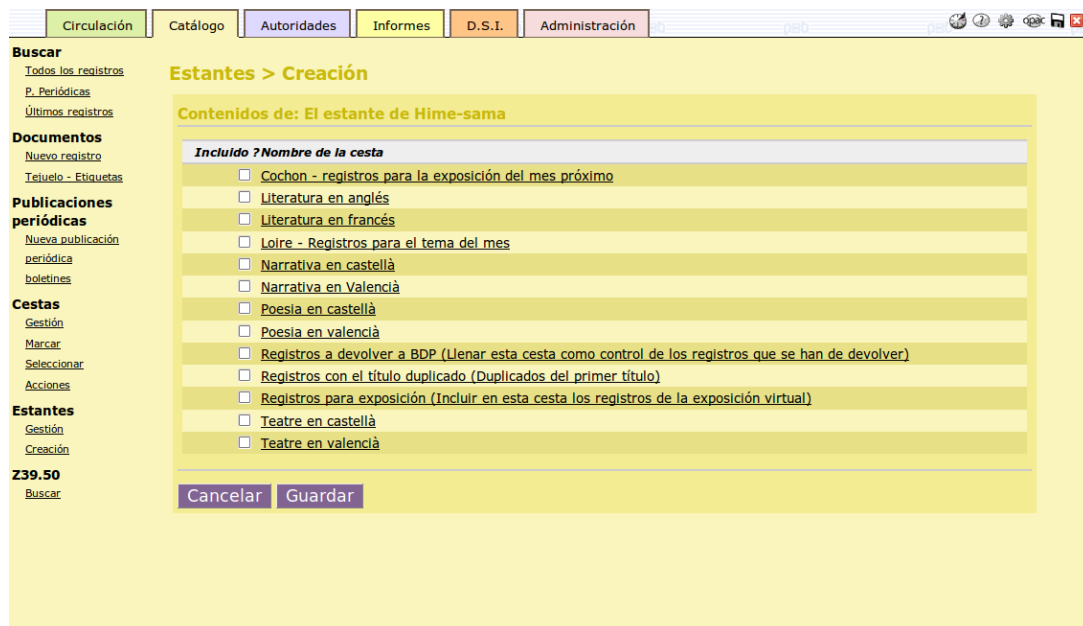 Circulación
Catálogo
Autoridades
Informes
D.S.I.
Administración
opac
Buscar
Todos los registros
P. Periódicas
Últimos registros
Documentos
Nuevo registro
Tejuelo - Etiquetas
Publicaciones
periódicas
Nueva publicación
periódica
boletines
Cestas
Gestión
Marcar
Seleccionar
Acciones
Estantes
Gestión
Creación
Z39.50
Buscar
Estantes > Creación
Contenidos de: El estante de Hime-sama
Incluido ? Nombre de la cesta
Cochon - registros para la exposición del mes próximo
Literatura en anglés
Literatura en francés
Loire - Registros para el tema del mes
Narrativa en castellà
Narrativa en Valencià
Poesia en castellà
Poesia en valencià
Registros a devolver a BDP (Llenar esta cesta como control de los registros que se han de devolver)
Registros con el título duplicado (Duplicados del primer título)
Registros para exposición (Incluir en esta cesta los registros de la exposición virtual)
Teatre en castellà
Teatre en valencià
Cancelar
Guardar